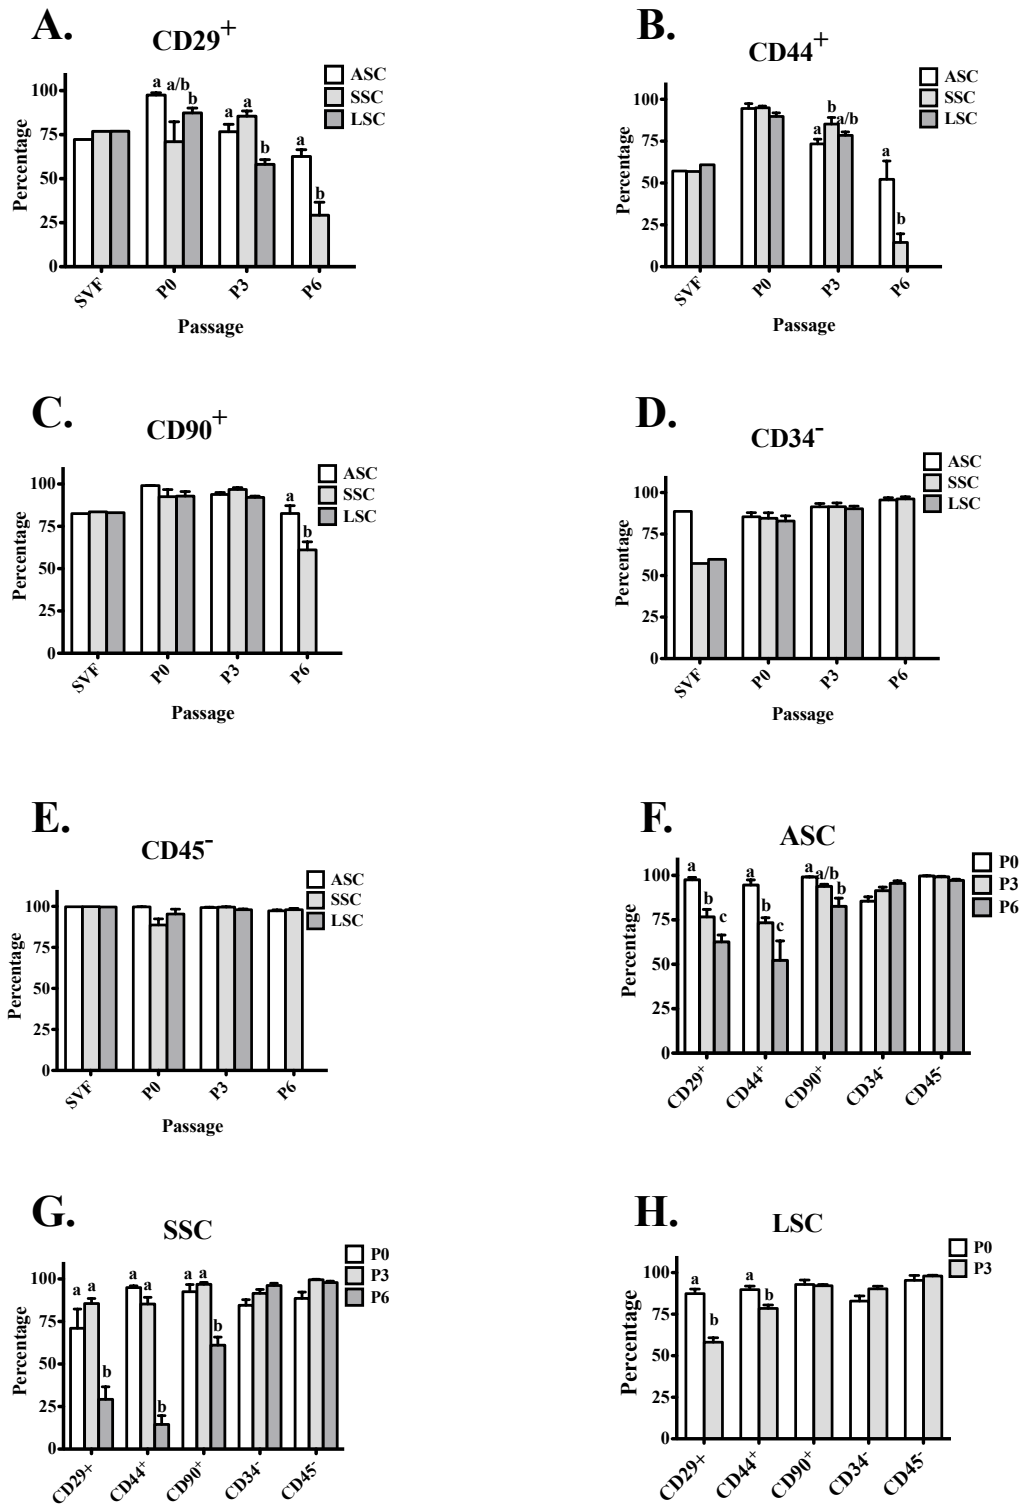 A.
CD29+
ASC
SSC
LSC
a a/b b a a b a b
Percentage
100
75
50
25
0
SVF P0 P3 P6
Passage
B.
CD44+
ASC
SSC
LSC
a b a/b a b
Percentage
100
75
50
25
0
SVF P0 P3 P6
Passage
C.
CD90+
ASC
SSC
LSC
a b
Percentage
100
75
50
25
0
SVF P0 P3 P6
Passage
D.
CD34-
ASC
SSC
LSC
Percentage
100
75
50
25
0
SVF P0 P3 P6
Passage
E.
CD45-
ASC
SSC
LSC
Percentage
100
75
50
25
0
SVF P0 P3 P6
Passage
F.
ASC
P0
P3
P6
a b c a b c a a/b b
Percentage
100
75
50
25
0
CD29+ CD44+ CD90+ CD34- CD45-
G.
SSC
P0
P3
P6
a a b a a b a a b
Percentage
100
75
50
25
0
CD29+ CD44+ CD90+ CD34- CD45-
H.
LSC
P0
P3
a b a b
Percentage
100
75
50
25
0
CD29+ CD44+ CD90+ CD34- CD45-